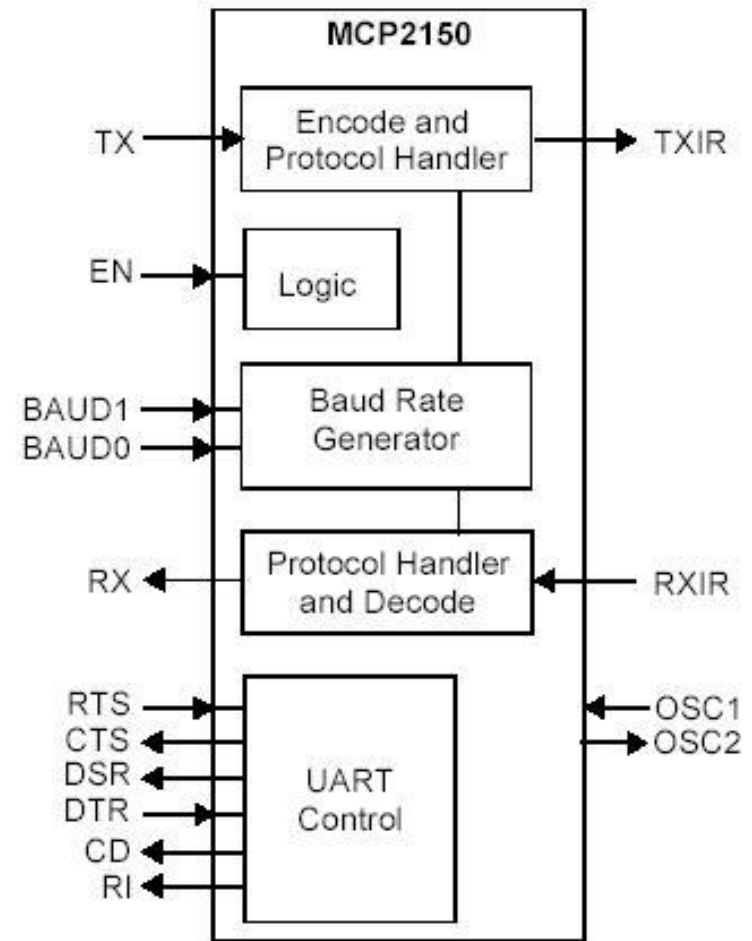 MCP2150
TX
Encode and
Protocol Handler
TXIR
EN
Logic
BAUD1
BAUD0
Baud Rate
Generator
RX
Protocol Handler
and Decode
RXIR
RTS
CTS
DSR
DTR
CD
RI
UART
Control
OSC1
OSC2